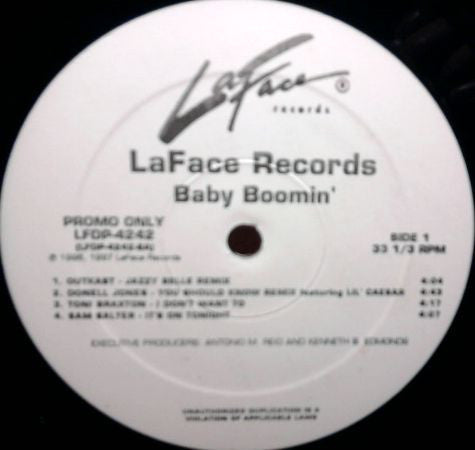 LaFace
records
LaFace Records
Baby Boomin'
PROMO ONLY
LFDP-4242
(LFDP-4242-SA)
℗ 1996, 1997 LaFace Records
SIDE 1
33 1/3 RPM
1. OUTKAST - JAZZY BELLE REMIX 4:04
2. DONELL JONES - YOU SHOULD KNOW REMIX featuring LIL' CAESAR 4:43
3. TONI BRAXTON - I DON'T WANT TO 4:17
4. SAM SALTER - IT'S ON TONIGHT 4:07
EXECUTIVE PRODUCERS: ANTONIO M. REID AND KENNETH B. EDMONDS
UNAUTHORIZED DUPLICATION IS A
VIOLATION OF APPLICABLE LAWS